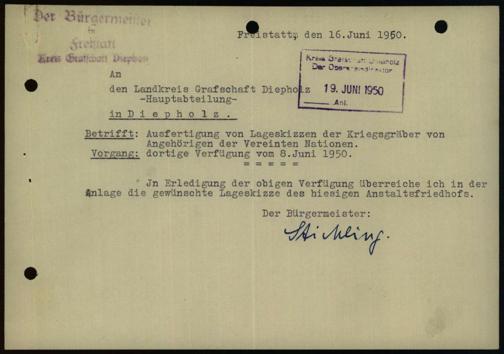 Der Bürgermeister
in
Freistatt
Kreis Grafschaft Diepholz
Freistatt, den 16.Juni 1950.
Kreis Grafschaft Diepholz
Der Oberkreisdirektor
19. JUNI 1950
Anl.
An
den Landkreis Grafschaft Diepholz
-Hauptabteilung-
in D i e p h o l z .
Betrifft: Ausfertigung von Lageskizzen der Kriegsgräber von
Angehörigen der Vereinten Nationen.
Vorgang: dortige Verfügung vom 8.Juni 1950.
= = = = =
Jn Erledigung der obigen Verfügung überreiche ich in der
Anlage die gewünschte Lageskizze des hiesigen Anstaltsfriedhofs.
Der Bürgermeister: